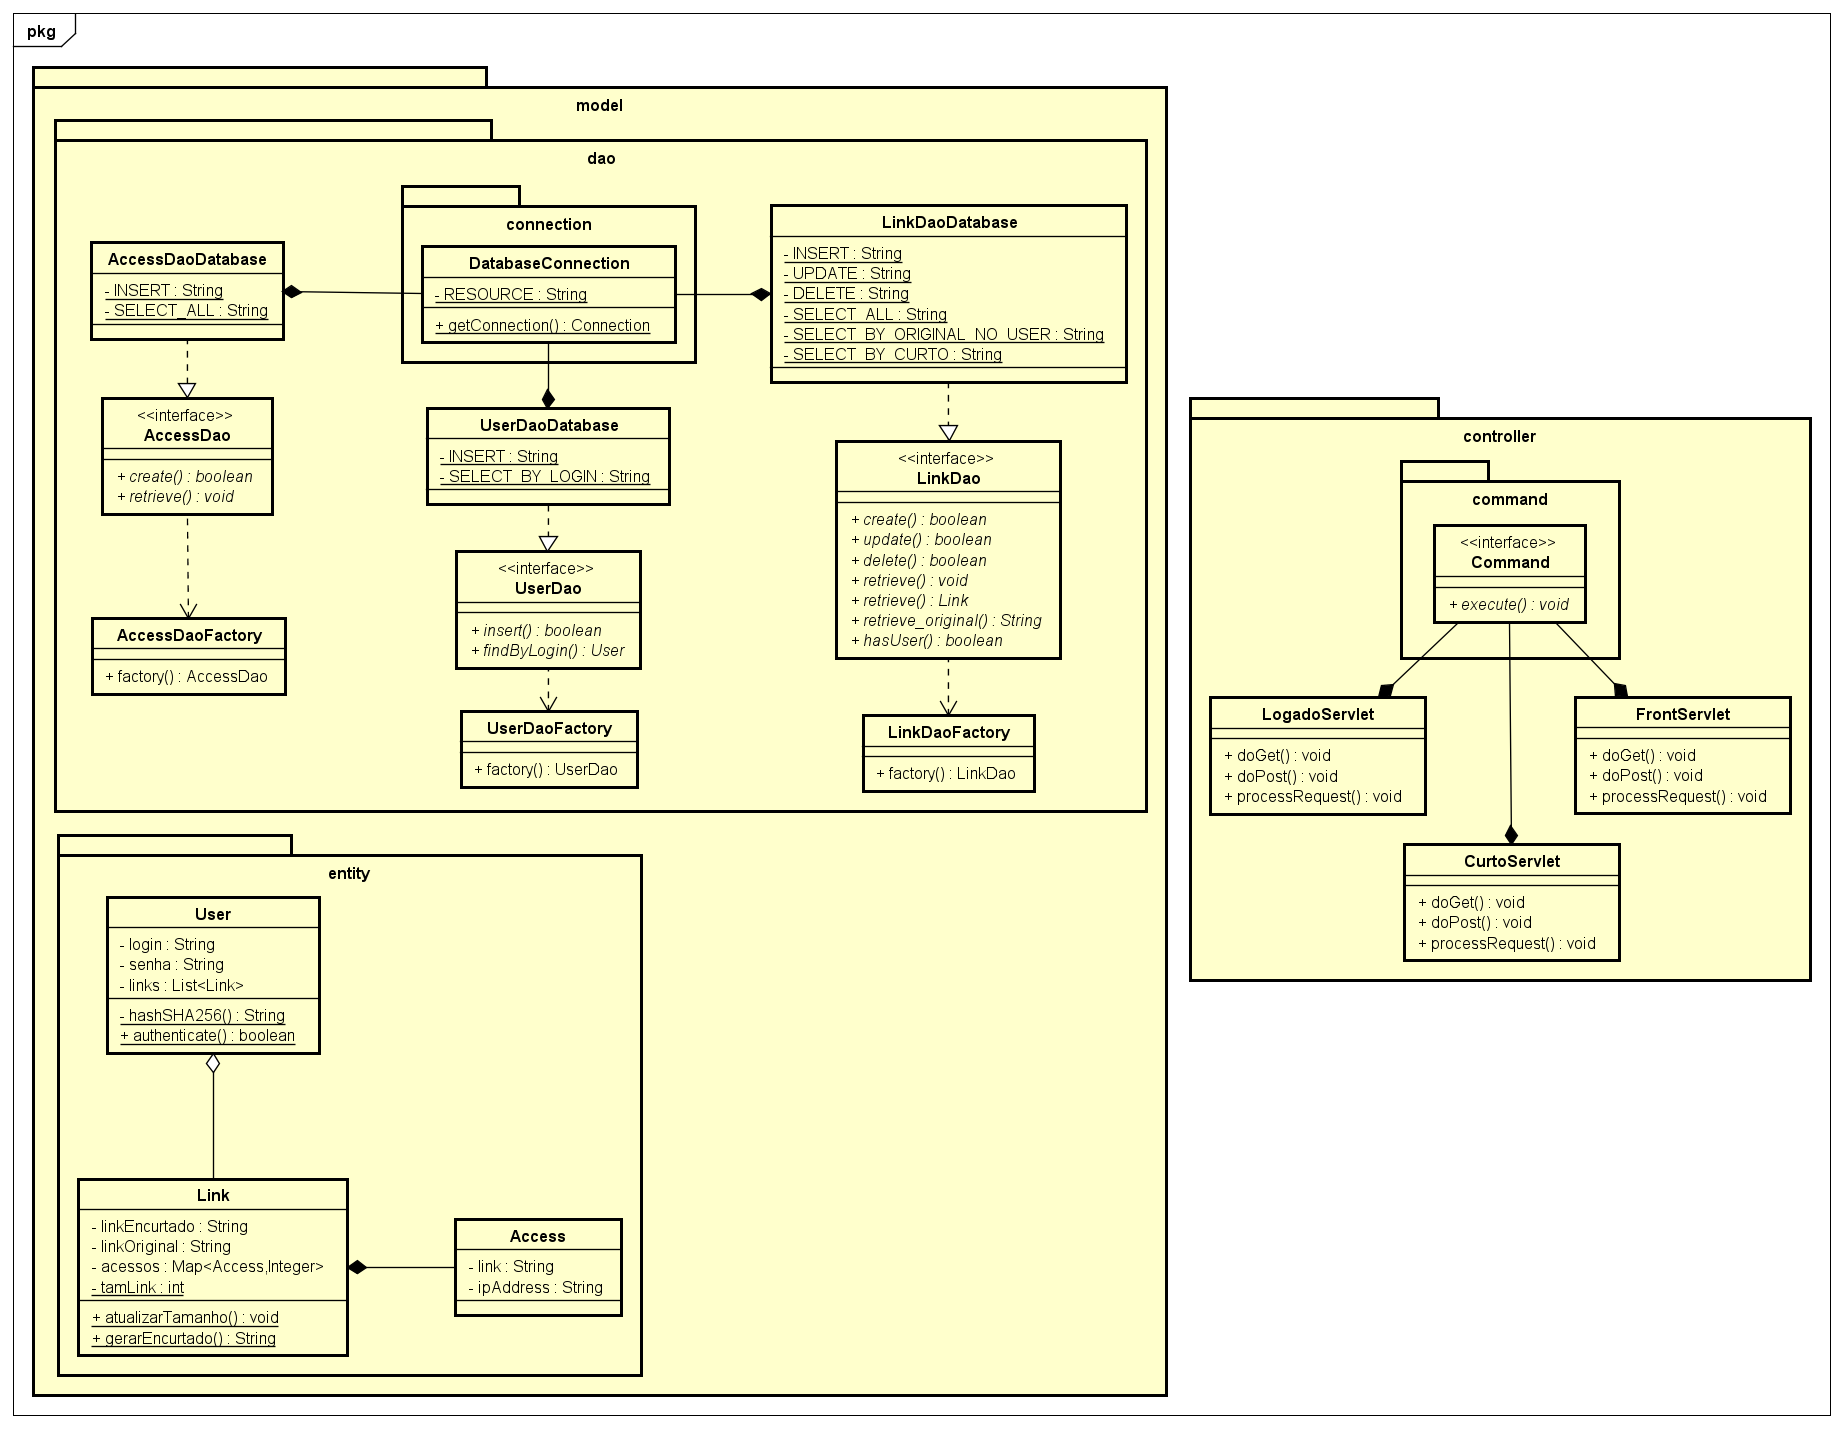 pkg
model
dao
AccessDaoDatabase
- INSERT : String
- SELECT_ALL : String
<<interface>>
AccessDao
+ create() : boolean
+ retrieve() : void
AccessDaoFactory
+ factory() : AccessDao
connection
DatabaseConnection
- RESOURCE : String
+ getConnection() : Connection
UserDaoDatabase
- INSERT : String
- SELECT_BY_LOGIN : String
<<interface>>
UserDao
+ insert() : boolean
+ findByLogin() : User
UserDaoFactory
+ factory() : UserDao
LinkDaoDatabase
- INSERT : String
- UPDATE : String
- DELETE : String
- SELECT_ALL : String
- SELECT_BY_ORIGINAL_NO_USER : String
- SELECT_BY_CURTO : String
<<interface>>
LinkDao
+ create() : boolean
+ update() : boolean
+ delete() : boolean
+ retrieve() : void
+ retrieve() : Link
+ retrieve_original() : String
+ hasUser() : boolean
LinkDaoFactory
+ factory() : LinkDao
entity
User
- login : String
- senha : String
- links : List<Link>
- hashSHA256() : String
+ authenticate() : boolean
Link
- linkEncurtado : String
- linkOriginal : String
- acessos : Map<Access,Integer>
- tamLink : int
+ atualizarTamanho() : void
+ gerarEncurtado() : String
Access
- link : String
- ipAddress : String
controller
command
<<interface>>
Command
+ execute() : void
LogadoServlet
+ doGet() : void
+ doPost() : void
+ processRequest() : void
FrontServlet
+ doGet() : void
+ doPost() : void
+ processRequest() : void
CurtoServlet
+ doGet() : void
+ doPost() : void
+ processRequest() : void